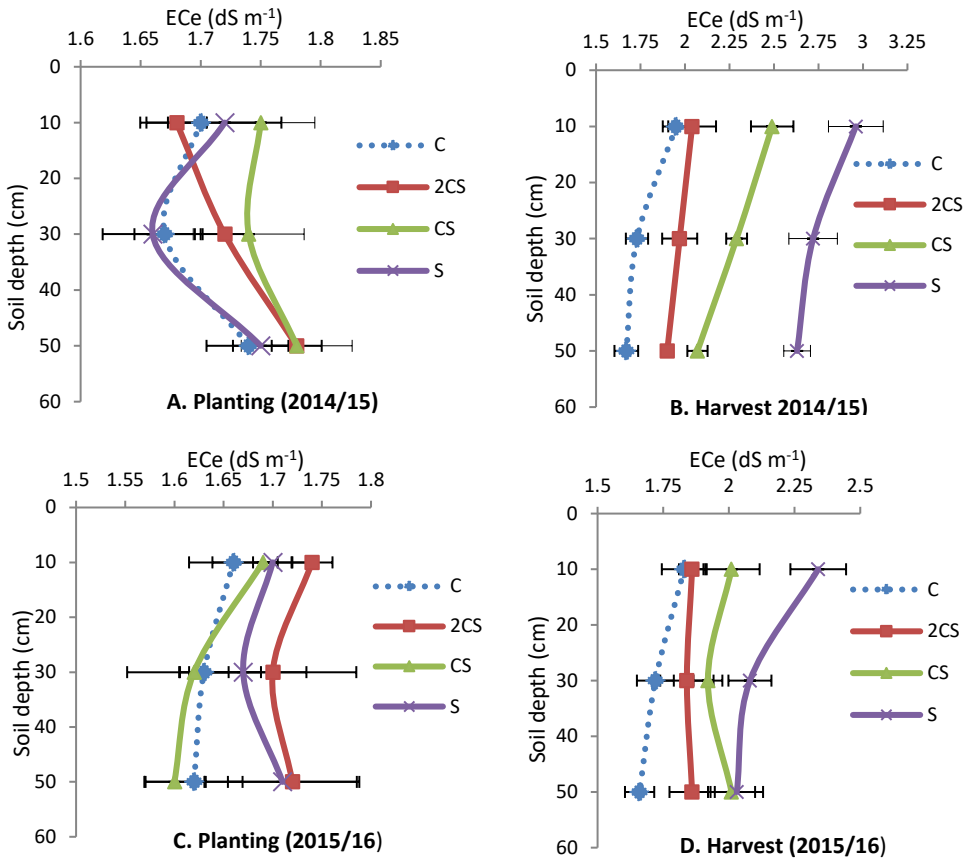 ECe (dS m⁻¹)
1.6 1.65 1.7 1.75 1.8 1.85
0
10
20
30
40
50
60
Soil depth (cm)
C
2CS
CS
S
A. Planting (2014/15)
ECe (dS m⁻¹)
1.5 1.75 2 2.25 2.5 2.75 3 3.25
0
10
20
30
40
50
60
Soil depth (cm)
C
2CS
CS
S
B. Harvest 2014/15)
ECe (dS m⁻¹)
1.5 1.55 1.6 1.65 1.7 1.75 1.8
0
10
20
30
40
50
60
Soil depth (cm)
C
2CS
CS
S
C. Planting (2015/16)
ECe (dS m⁻¹)
1.5 1.75 2 2.25 2.5
0
10
20
30
40
50
60
Soil depth (cm)
C
2CS
CS
S
D. Harvest (2015/16)